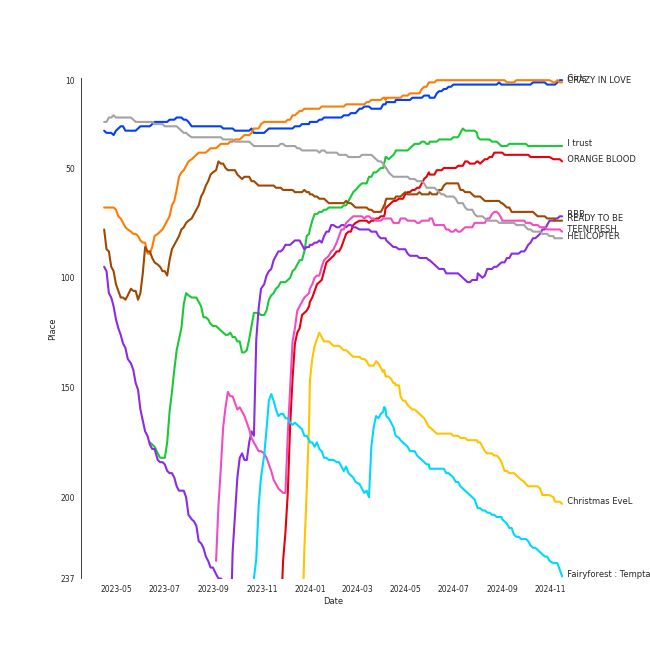 10
50
100
150
200
237
Place
2023-05
2023-07
2023-09
2023-11
2024-01
2024-03
2024-05
2024-07
2024-09
2024-11
Date
CRAZY IN LOVE
I trust
ORANGE BLOOD
READY TO BE
TEENFRESH
HELICOPTER
Christmas EveL
Fairyforest : Tempta